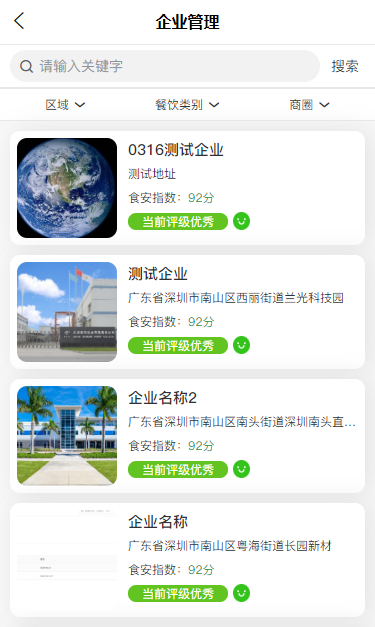 企业管理
请输入关键字 搜索
区域 餐饮类别 商圈
0316测试企业
测试地址
食安指数：92分
当前评级优秀
测试企业
广东省深圳市南山区西丽街道兰光科技园
食安指数：92分
当前评级优秀
企业名称2
广东省深圳市南山区南头街道深圳南头直...
食安指数：92分
当前评级优秀
企业名称
广东省深圳市南山区粤海街道长园新材
食安指数：92分
当前评级优秀